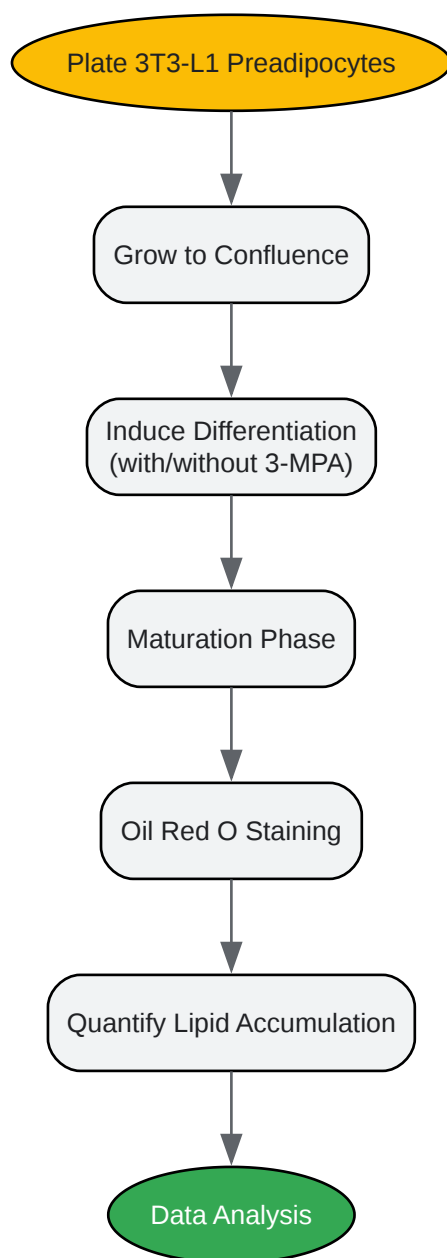 Plate 3T3-L1 Preadipocytes
Grow to Confluence
Induce Differentiation
(with/without 3-MPA)
Maturation Phase
Oil Red O Staining
Quantify Lipid Accumulation
Data Analysis